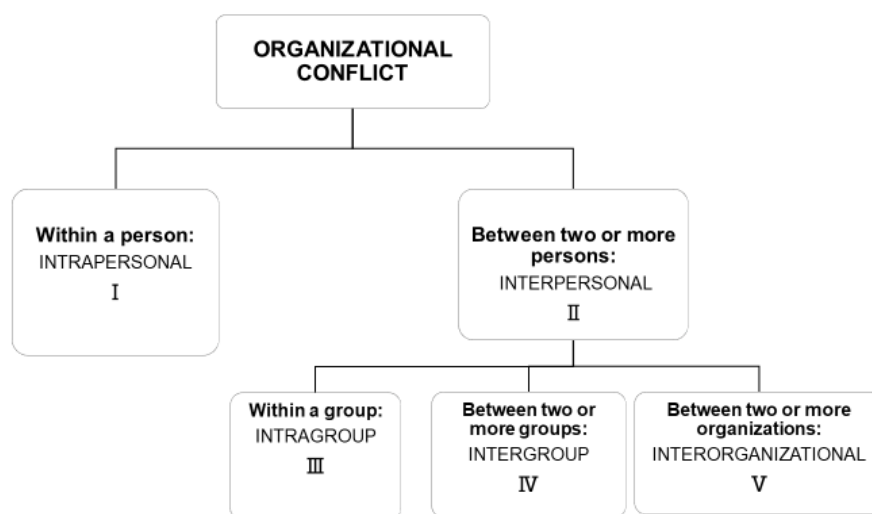 ORGANIZATIONAL
CONFLICT
Within a person:
INTRAPERSONAL
Ⅰ
Between two or more
persons:
INTERPERSONAL
Ⅱ
Within a group:
INTRAGROUP
Ⅲ
Between two or
more groups:
INTERGROUP
Ⅳ
Between two or more
organizations:
INTERORGANIZATIONAL
Ⅴ